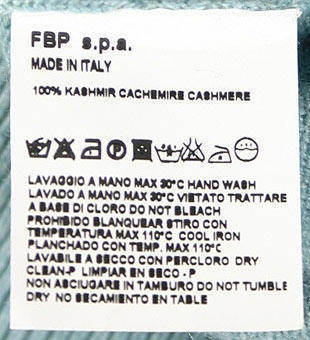 FBP s.p.a.
MADE IN ITALY
100% KASHMIR CACHEMIRE CASHMERE
LAVAGGIO A MANO MAX 30°C HAND WASH
LAVADO A MANO MAX 30°C VIETATO TRATTARE
A BASE DI CLORO DO NOT BLEACH
PROHIBIDO BLANQUEAR STIRO CON
TEMPERATURA MAX 110°C COOL IRON
PLANCHADO CON TEMP. MAX 110°C
LAVABILE A SECCO CON PERCLORO DRY
CLEAN-P LIMPIAR EN SECO - P
NON ASCIUGARE IN TAMBURO DO NOT TUMBLE
DRY NO SECAMIENTO EN TABLE